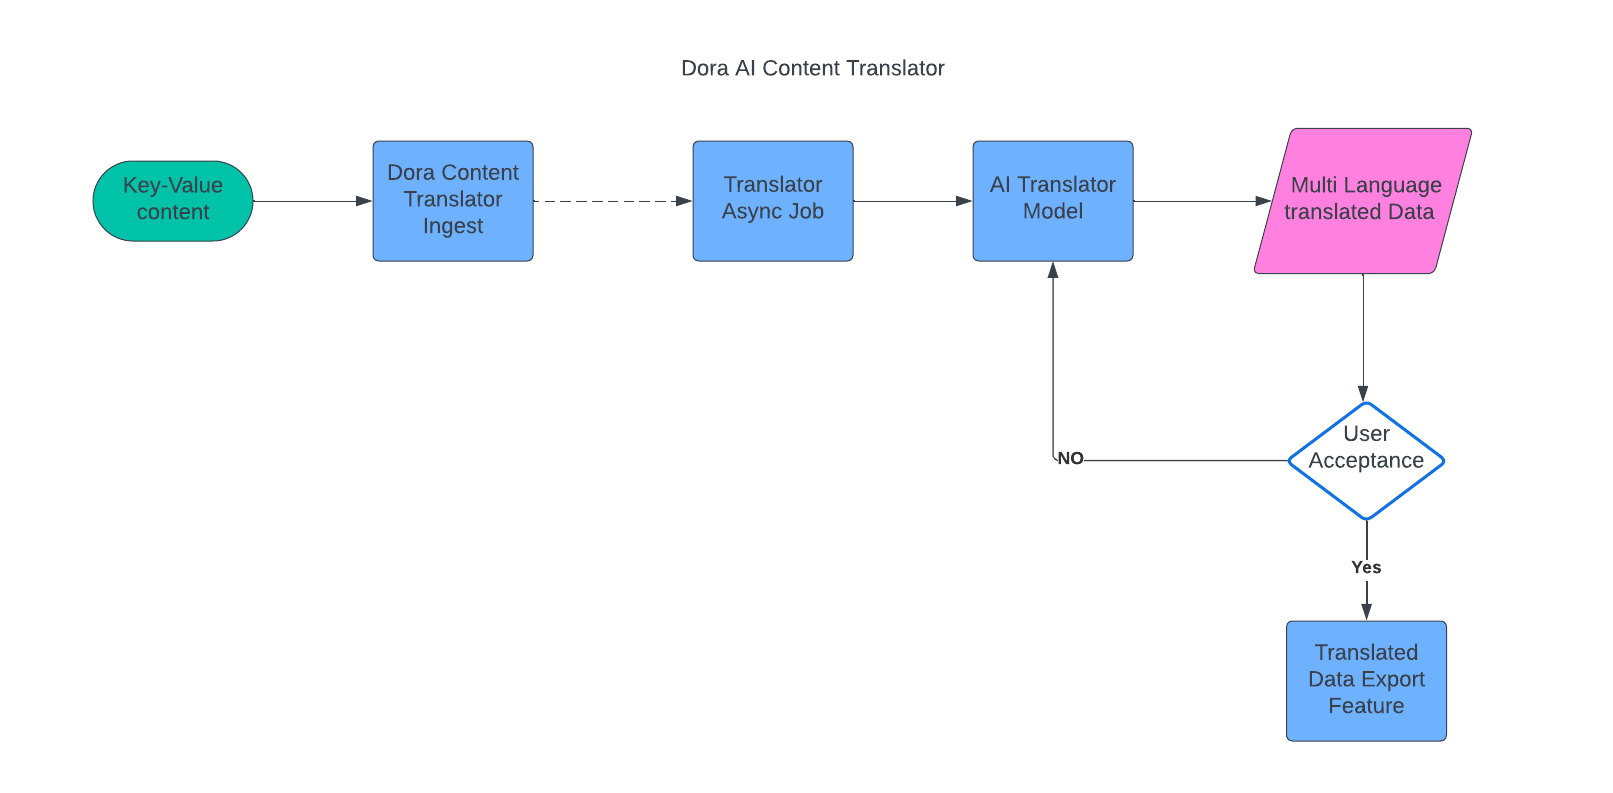 Dora AI Content Translator
Key-Value
content
Dora Content
Translator
Ingest
Translator
Async Job
AI Translator
Model
Multi Language
translated Data
User
Acceptance
NO
Yes
Translated
Data Export
Feature